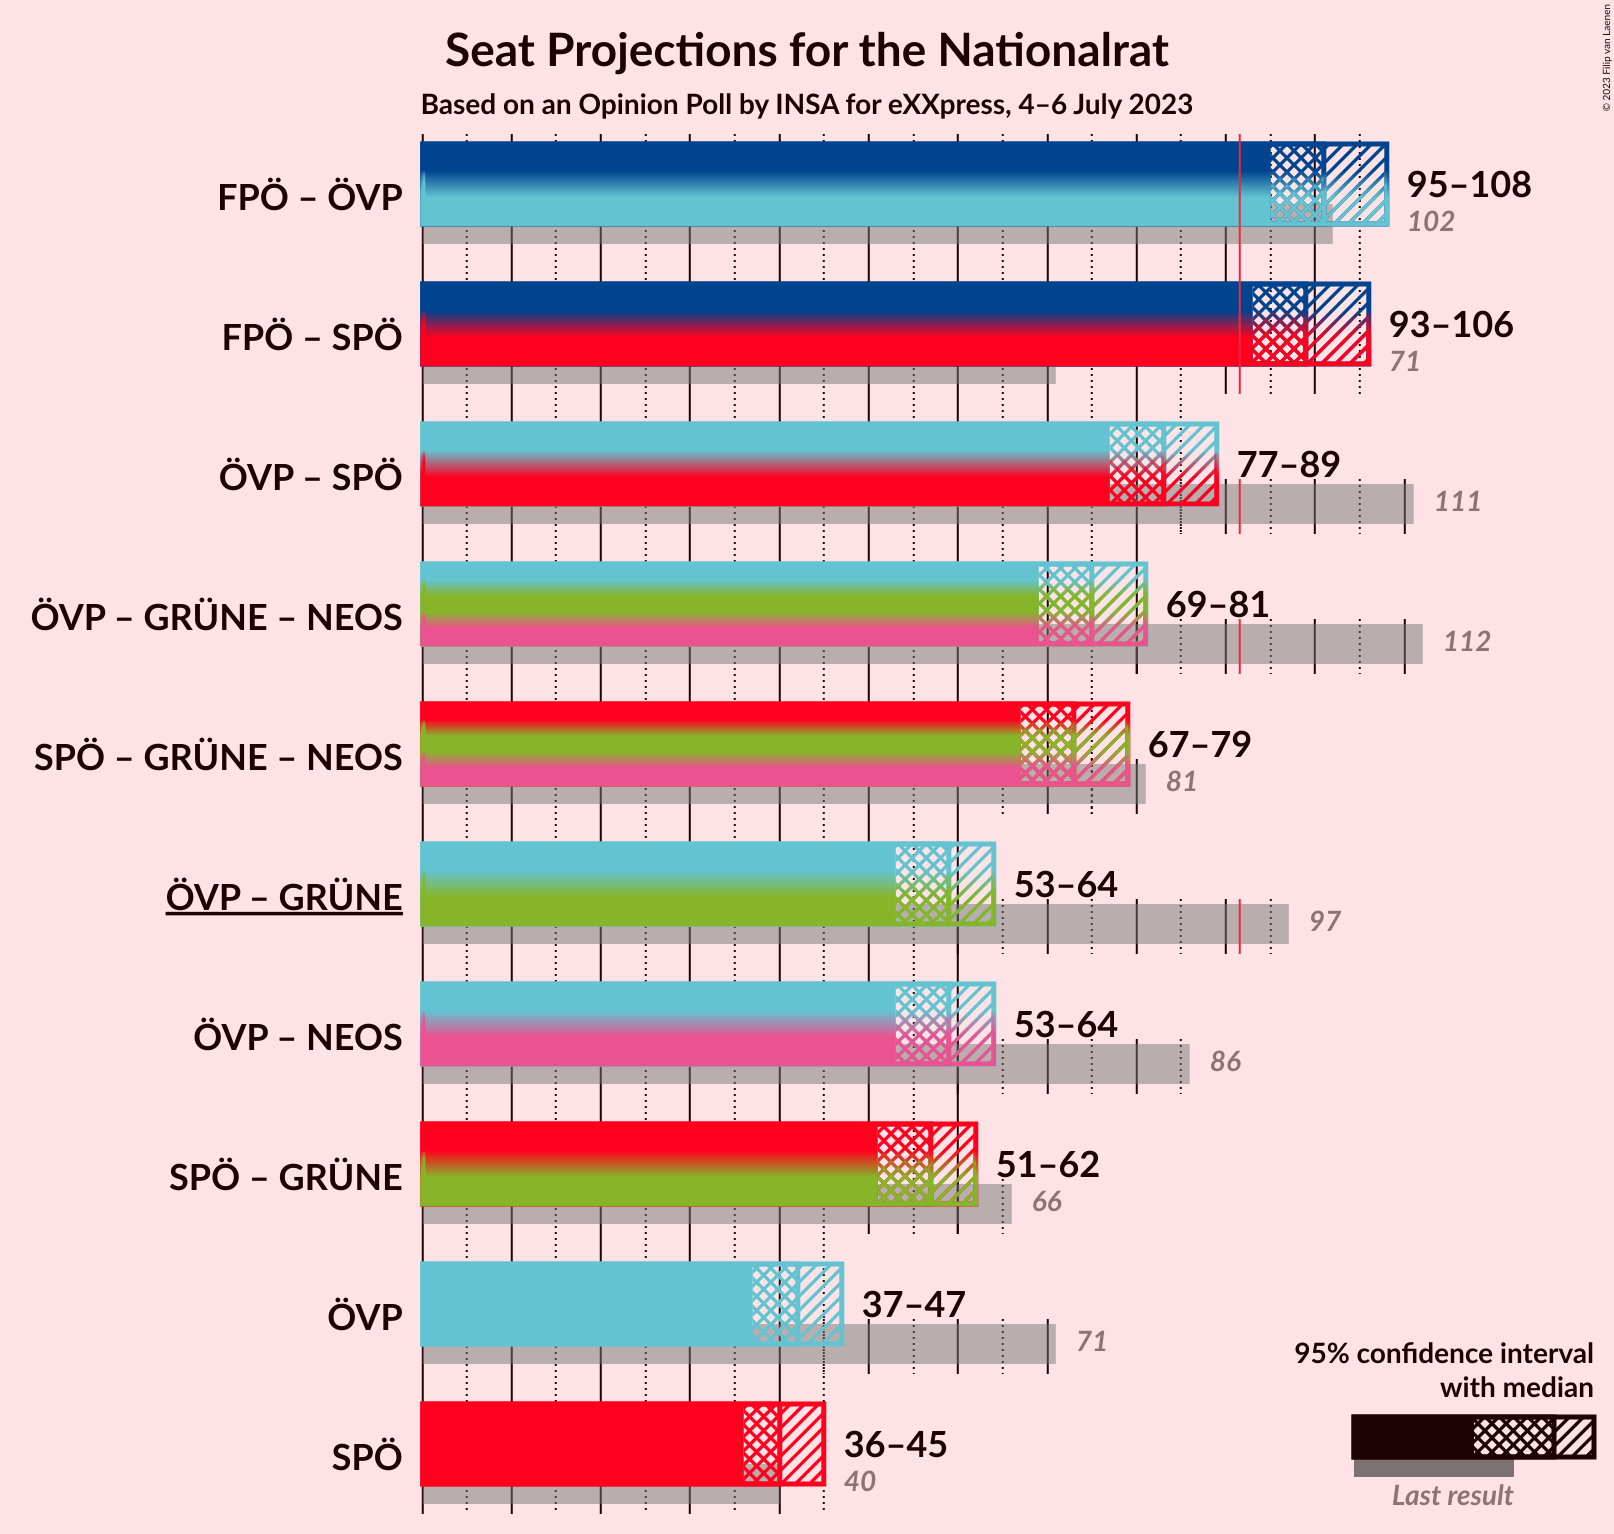 Seat Projections for the Nationalrat
Based on an Opinion Poll by INSA for eXXpress, 4–6 July 2023
© 2023 Filip van Laenen
FPÖ – ÖVP
95–108
102
FPÖ – SPÖ
93–106
71
ÖVP – SPÖ
77–89
111
ÖVP – GRÜNE – NEOS
69–81
112
SPÖ – GRÜNE – NEOS
67–79
81
ÖVP – GRÜNE
53–64
97
ÖVP – NEOS
53–64
86
SPÖ – GRÜNE
51–62
66
ÖVP
37–47
71
SPÖ
36–45
40
95% confidence interval
with median
Last result